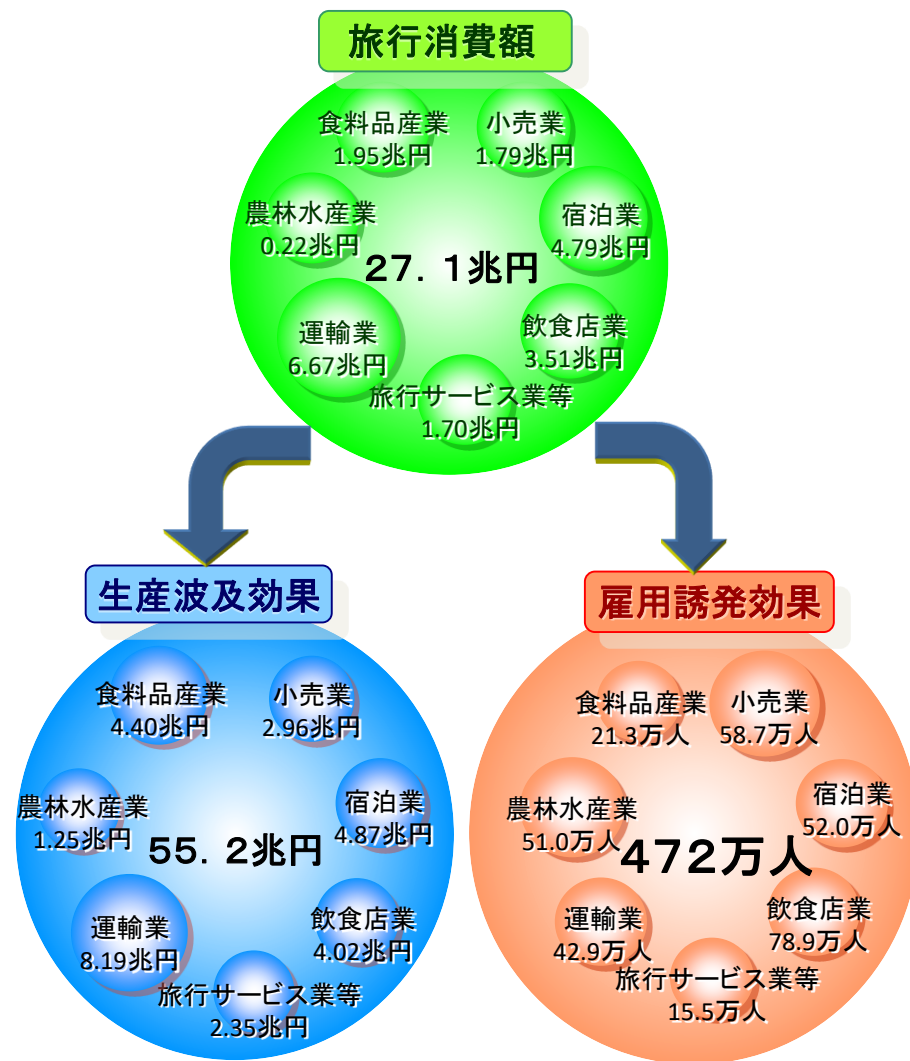 旅行消費額
食料品産業
1.95兆円
小売業
1.79兆円
農林水産業
0.22兆円
宿泊業
4.79兆円
27．1兆円
運輸業
6.67兆円
飲食店業
3.51兆円
旅行サービス業等
1.70兆円
生産波及効果
食料品産業
4.40兆円
小売業
2.96兆円
農林水産業
1.25兆円
宿泊業
4.87兆円
55．2兆円
運輸業
8.19兆円
飲食店業
4.02兆円
旅行サービス業等
2.35兆円
雇用誘発効果
食料品産業
21.3万人
小売業
58.7万人
農林水産業
51.0万人
宿泊業
52.0万人
472万人
運輸業
42.9万人
飲食店業
78.9万人
旅行サービス業等
15.5万人